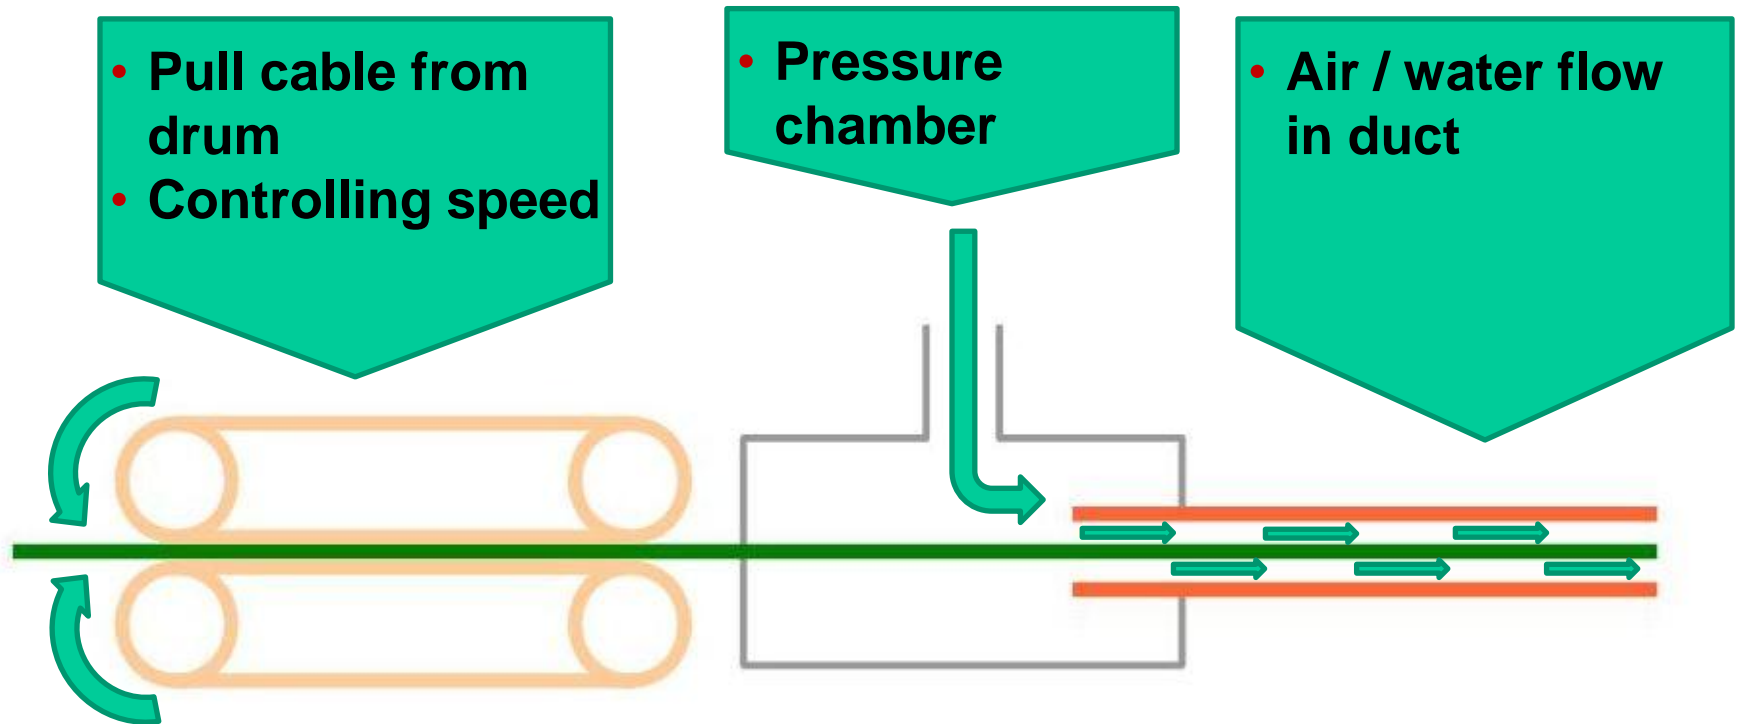 • Pull cable from
drum
• Controlling speed
• Pressure
chamber
• Air / water flow
in duct